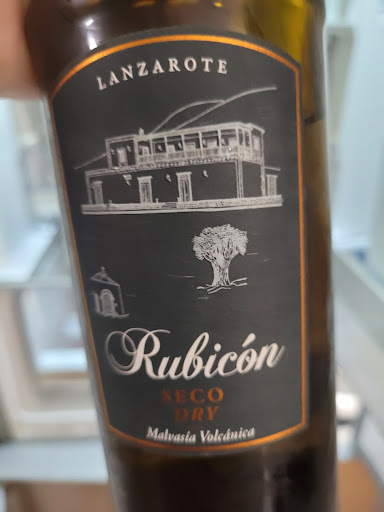 LANZAROTE
Rubicón
SECO
DRY
Malvasía Volcánica